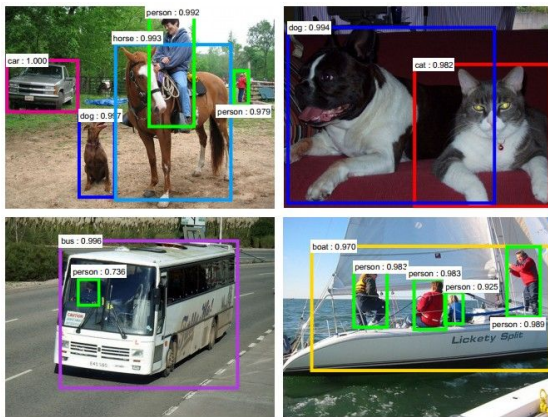 person : 0.992
horse : 0.993
car : 1.000
dog : 0.997
person : 0.979
dog : 0.994
cat : 0.982
bus : 0.996
person : 0.736
boat : 0.970
person : 0.983
person : 0.983
person : 0.925
person : 0.989
Lickety Split